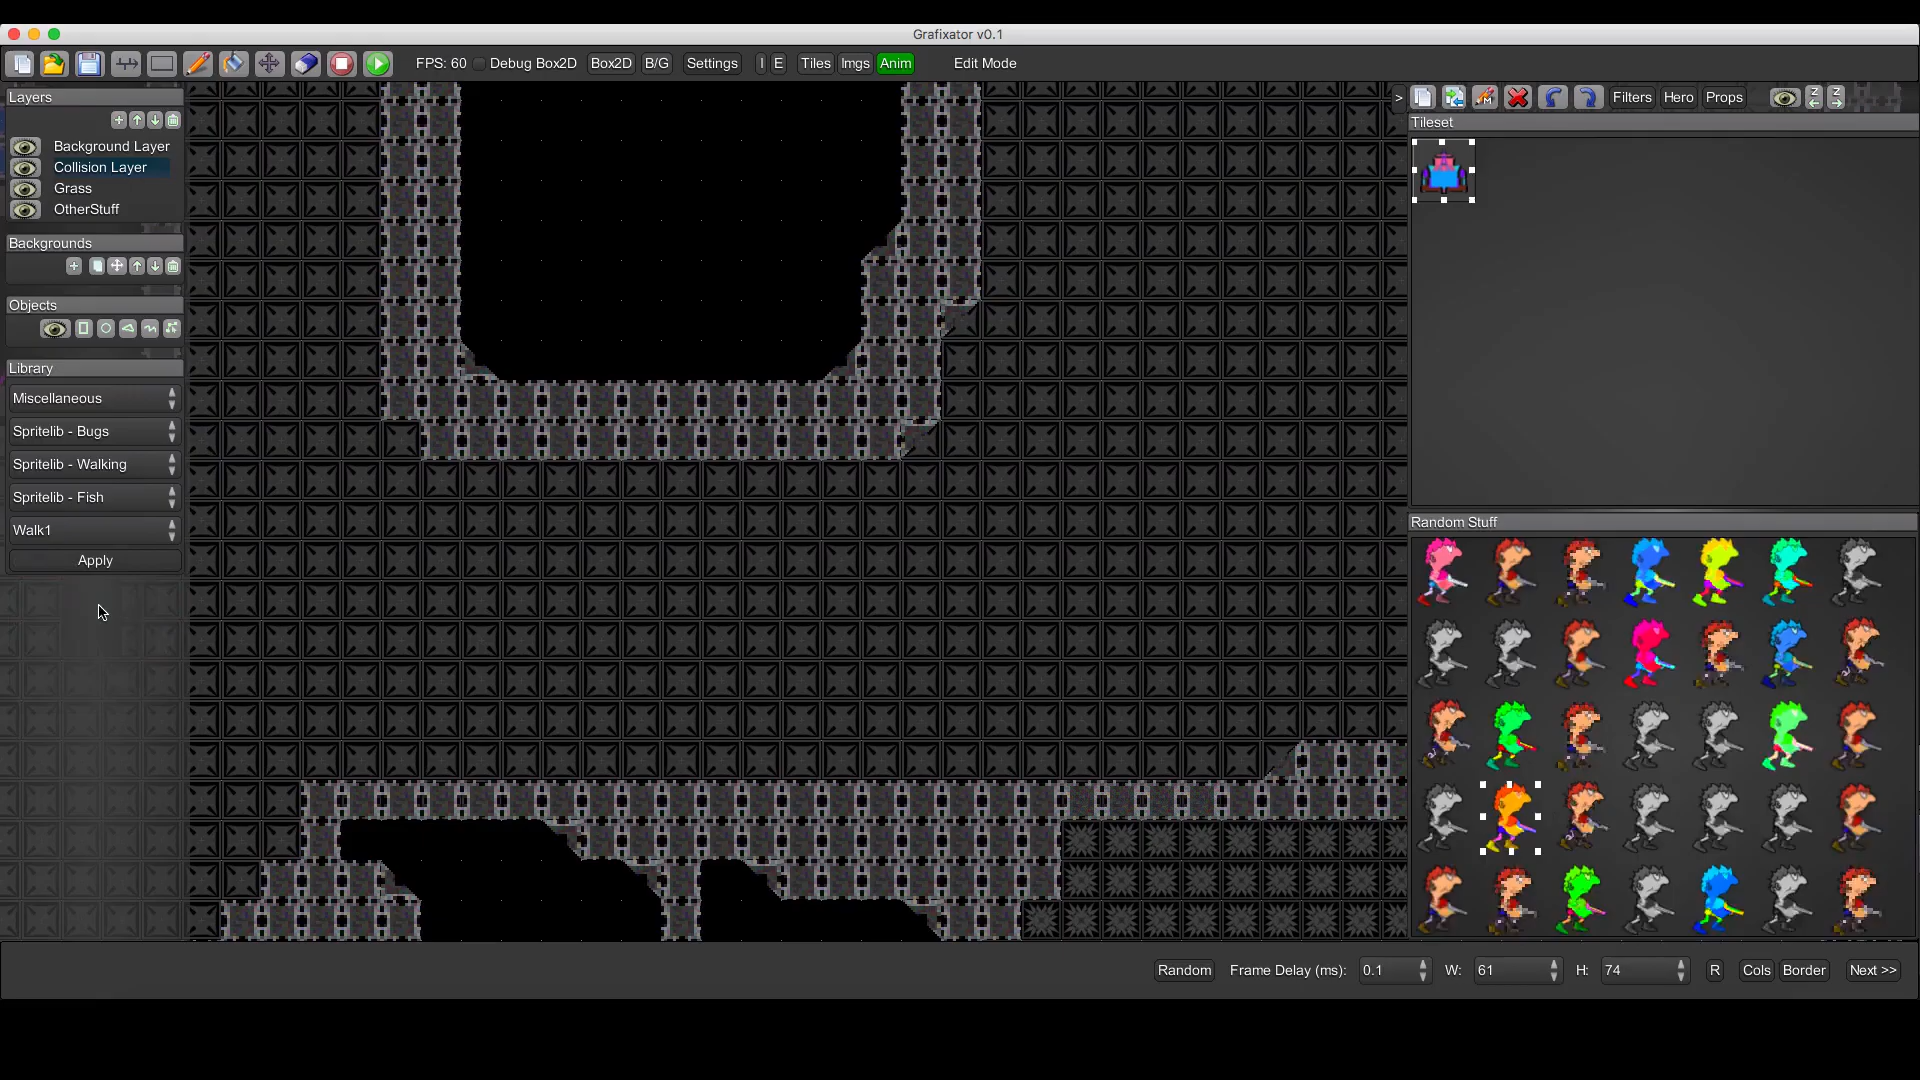 Grafixator v0.1
FPS: 60 Debug Box2D Box2D B/G Settings I E Tiles Imgs Anim Edit Mode
Layers
Background Layer
Collision Layer
Grass
OtherStuff
Backgrounds
Objects
Library
Miscellaneous
Spritelib - Bugs
Spritelib - Walking
Spritelib - Fish
Walk1
Apply
> Filters Hero Props Z Z
Tileset
Random Stuff
Random Frame Delay (ms): 0.1 W: 61 H: 74 R Cols Border Next >>